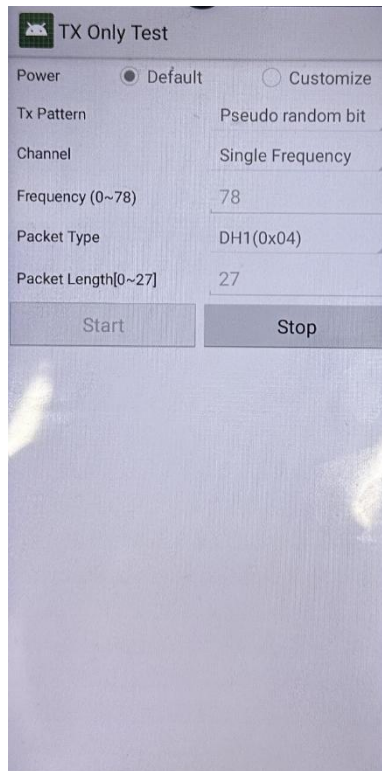 TX Only Test
Power Default Customize
Tx Pattern Pseudo random bit
Channel Single Frequency
Frequency (0~78) 78
Packet Type DH1(0x04)
Packet Length[0~27] 27
Start Stop